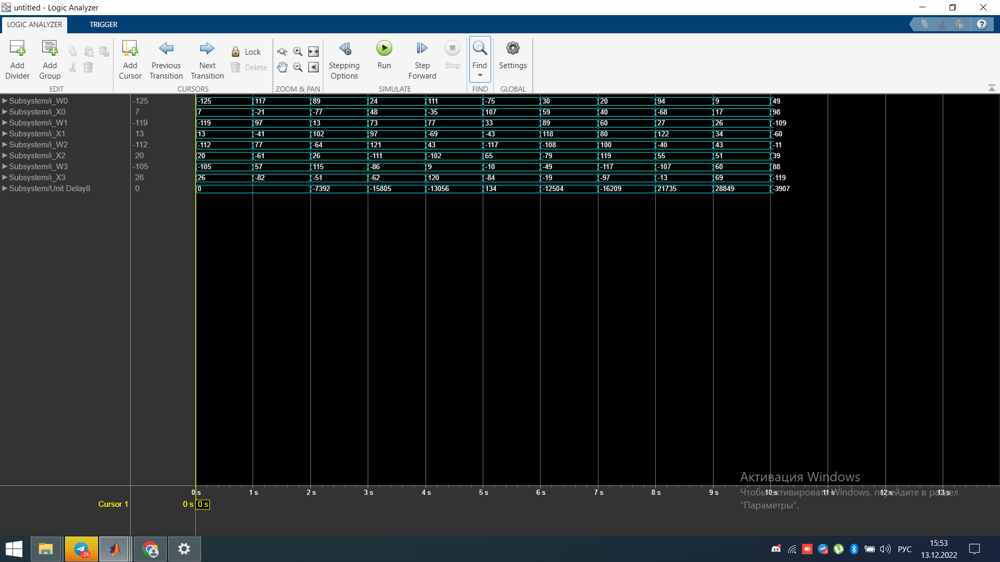 untitled - Logic Analyzer
LOGIC ANALYZER TRIGGER
Add Divider
Add Group
EDIT
Add Cursor
Previous Transition
Next Transition
Lock
Delete
CURSORS
ZOOM & PAN
Stepping Options
Run
Step Forward
Stop
SIMULATE
Find
FIND
Settings
GLOBAL
Subsystem/i_W0 -125 -125 117 89 24 111 -75 30 20 94 9 49
Subsystem/i_X0 7 7 -21 -77 48 -35 107 59 40 -68 17 98
Subsystem/i_W1 -119 -119 97 13 73 77 33 89 60 27 26 -109
Subsystem/i_X1 13 13 -41 102 97 -69 -43 118 80 122 34 -60
Subsystem/i_W2 -112 -112 77 -64 121 43 -117 -108 100 -40 43 -11
Subsystem/i_X2 20 20 -61 26 -111 -102 65 -79 119 55 51 39
Subsystem/i_W3 -105 -105 57 115 -86 9 -10 -49 -117 -107 60 88
Subsystem/i_X3 26 26 -82 -51 -62 120 -84 -19 -97 -13 69 -119
Subsystem/Unit Delay8 0 0 -7392 -15805 -13056 134 -12504 -16209 21735 28849 -3907
Активация Windows
Чтобы активировать Windows, перейдите в раздел
"Параметры".
0 s 1 s 2 s 3 s 4 s 5 s 6 s 7 s 8 s 9 s 10 s 11 s 12 s 13 s
Cursor 1 0 s 0 s
..06
6
РУС
15:53
13.12.2022